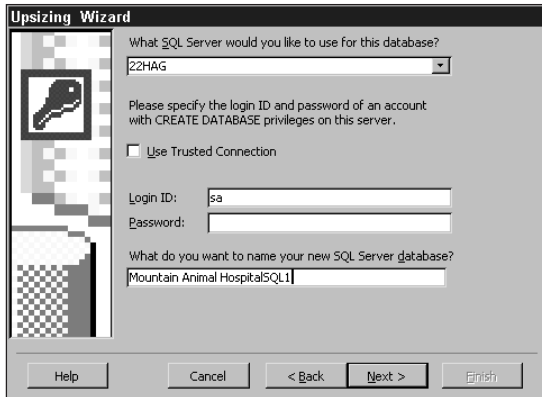 Upsizing Wizard
What SQL Server would you like to use for this database?
22HAG
Please specify the login ID and password of an account
with CREATE DATABASE privileges on this server.
Use Trusted Connection
Login ID: sa
Password:
What do you want to name your new SQL Server database?
Mountain Animal HospitalSQL1
Help Cancel < Back Next > Finish